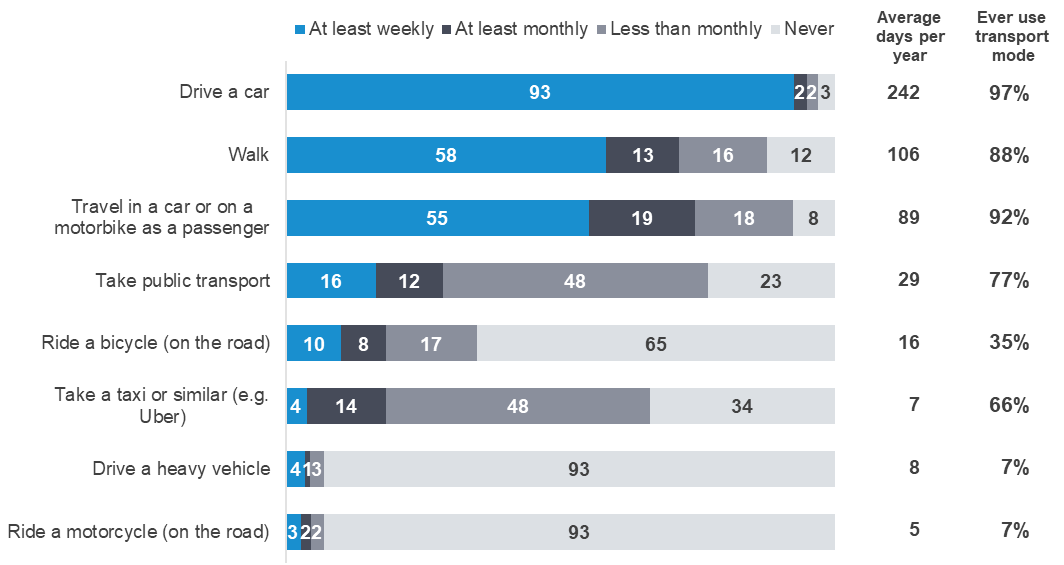 At least weekly At least monthly Less than monthly Never
Average days per year
Ever use transport mode
Drive a car 93 2 2 3 242 97%
Walk 58 13 16 12 106 88%
Travel in a car or on a
motorbike as a passenger 55 19 18 8 89 92%
Take public transport 16 12 48 23 29 77%
Ride a bicycle (on the road) 10 8 17 65 16 35%
Take a taxi or similar (e.g.
Uber) 4 14 48 34 7 66%
Drive a heavy vehicle 4 1 3 93 8 7%
Ride a motorcycle (on the road) 3 2 2 93 5 7%